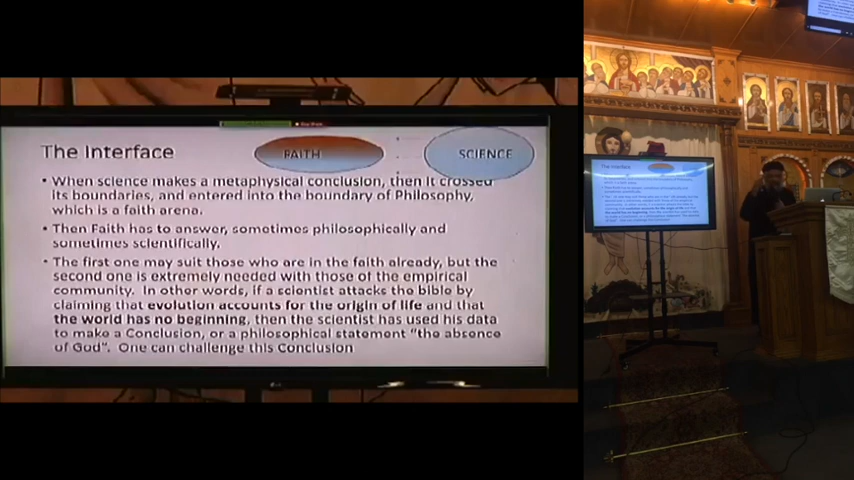 The Interface
FAITH
SCIENCE
• When science makes a metaphysical conclusion, then it crossed
its boundaries, and entered into the boundary of Philosophy,
which is a faith arena.
• Then Faith has to answer, sometimes philosophically and
sometimes scientifically.
• The first one may suit those who are in the faith already, but the
second one is extremely needed with those of the empirical
community. In other words, if a scientist attacks the bible by
claiming that evolution accounts for the origin of life and that
the world has no beginning, then the scientist has used his data
to make a Conclusion, or a philosophical statement "the absence
of God". One can challenge this Conclusion
The Interface